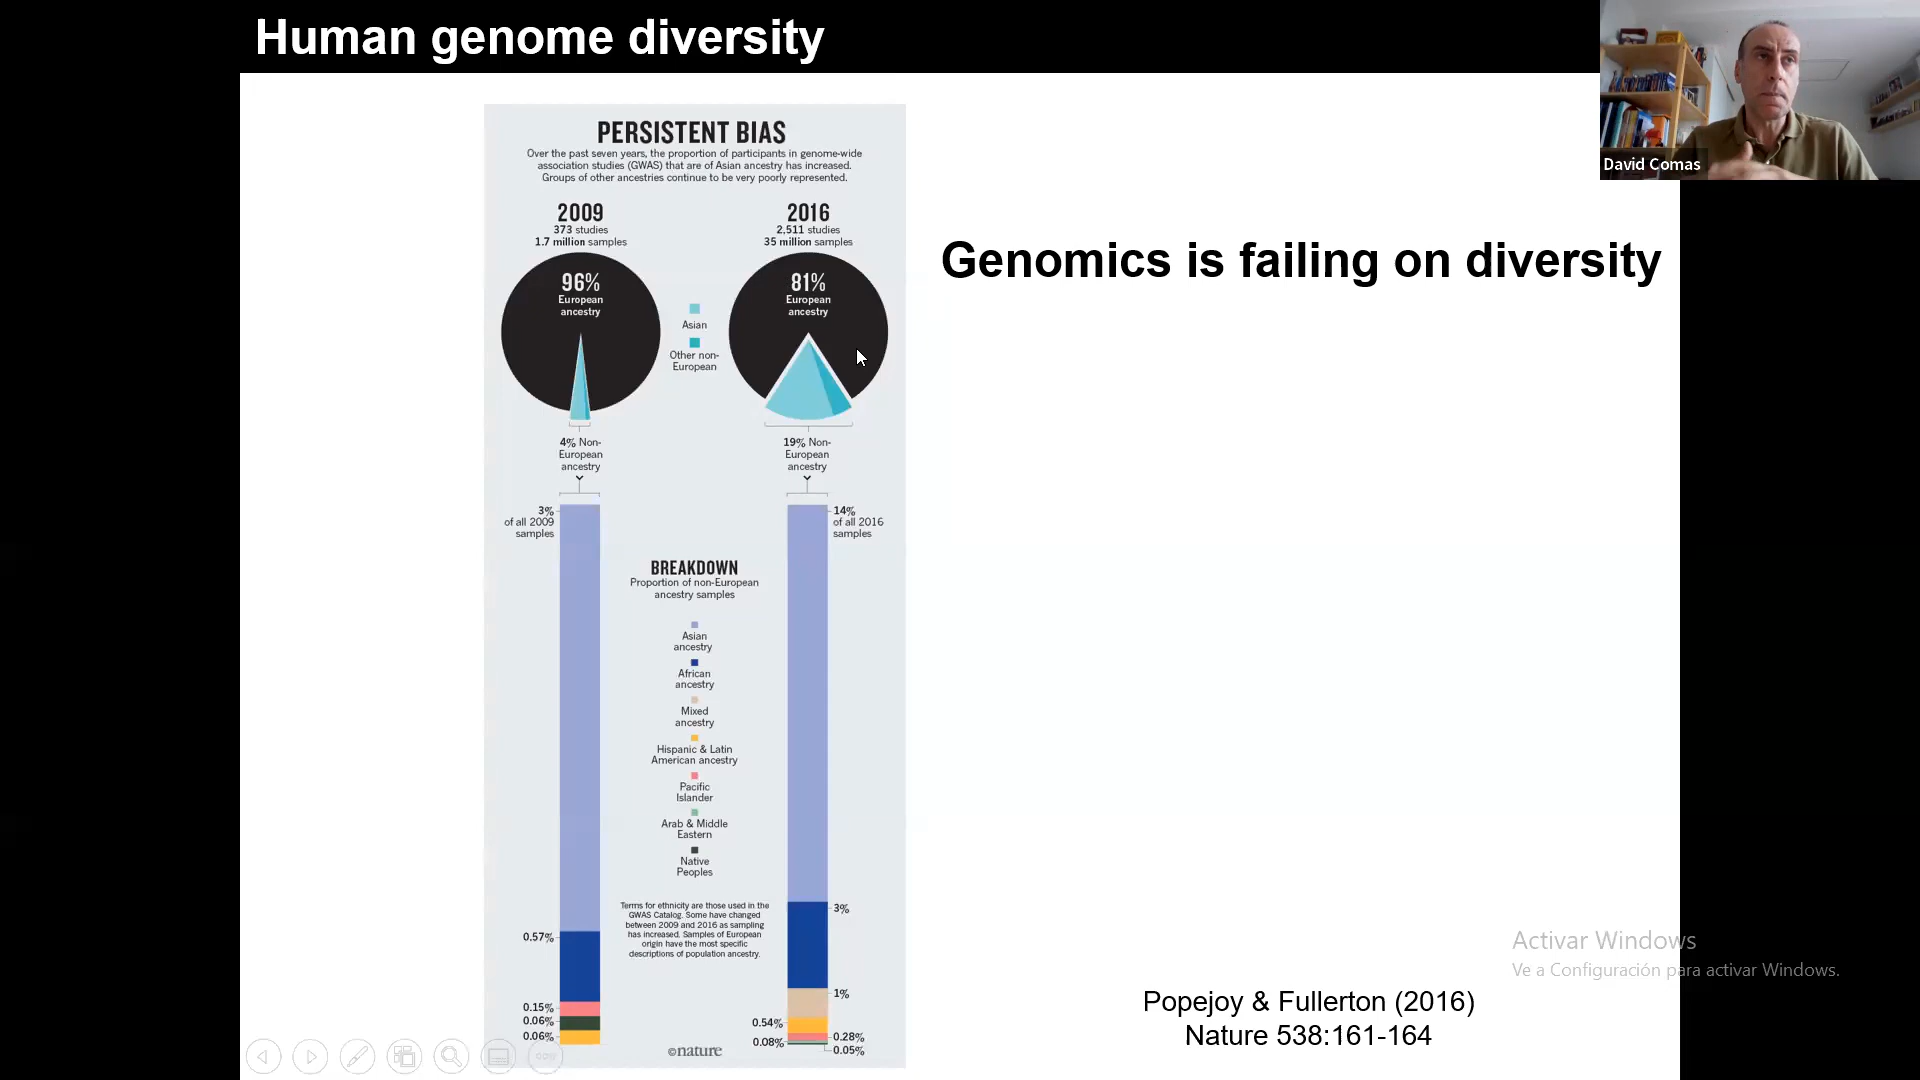 Human genome diversity
David Comas
PERSISTENT BIAS
Over the past seven years, the proportion of participants in genome-wide
association studies (GWAS) that are of Asian ancestry has increased.
Groups of other ancestries continue to be very poorly represented.
2009
373 studies
1.7 million samples
2016
2,511 studies
35 million samples
Genomics is failing on diversity
96%
European
ancestry
81%
European
ancestry
Asian
Other non-
European
4% Non-
European
ancestry
19% Non-
European
ancestry
3%
of all 2009
samples
14%
of all 2016
samples
BREAKDOWN
Proportion of non-European
ancestry samples
Asian
ancestry
African
ancestry
Mixed
ancestry
Hispanic & Latin
American ancestry
Pacific
Islander
Arab & Middle
Eastern
Native
Peoples
Terms for ethnicity are those used in the
GWAS Catalog. Some have changed
between 2009 and 2016 as sampling
has increased. Samples of European
origin have the most specific
descriptions of population ancestry.
0.57%
0.15%
0.06%
0.06%
3%
1%
0.54%
0.28%
0.08%
0.05%
©nature
Activar Windows
Ve a Configuración para activar Windows.
Popejoy & Fullerton (2016)
Nature 538:161-164